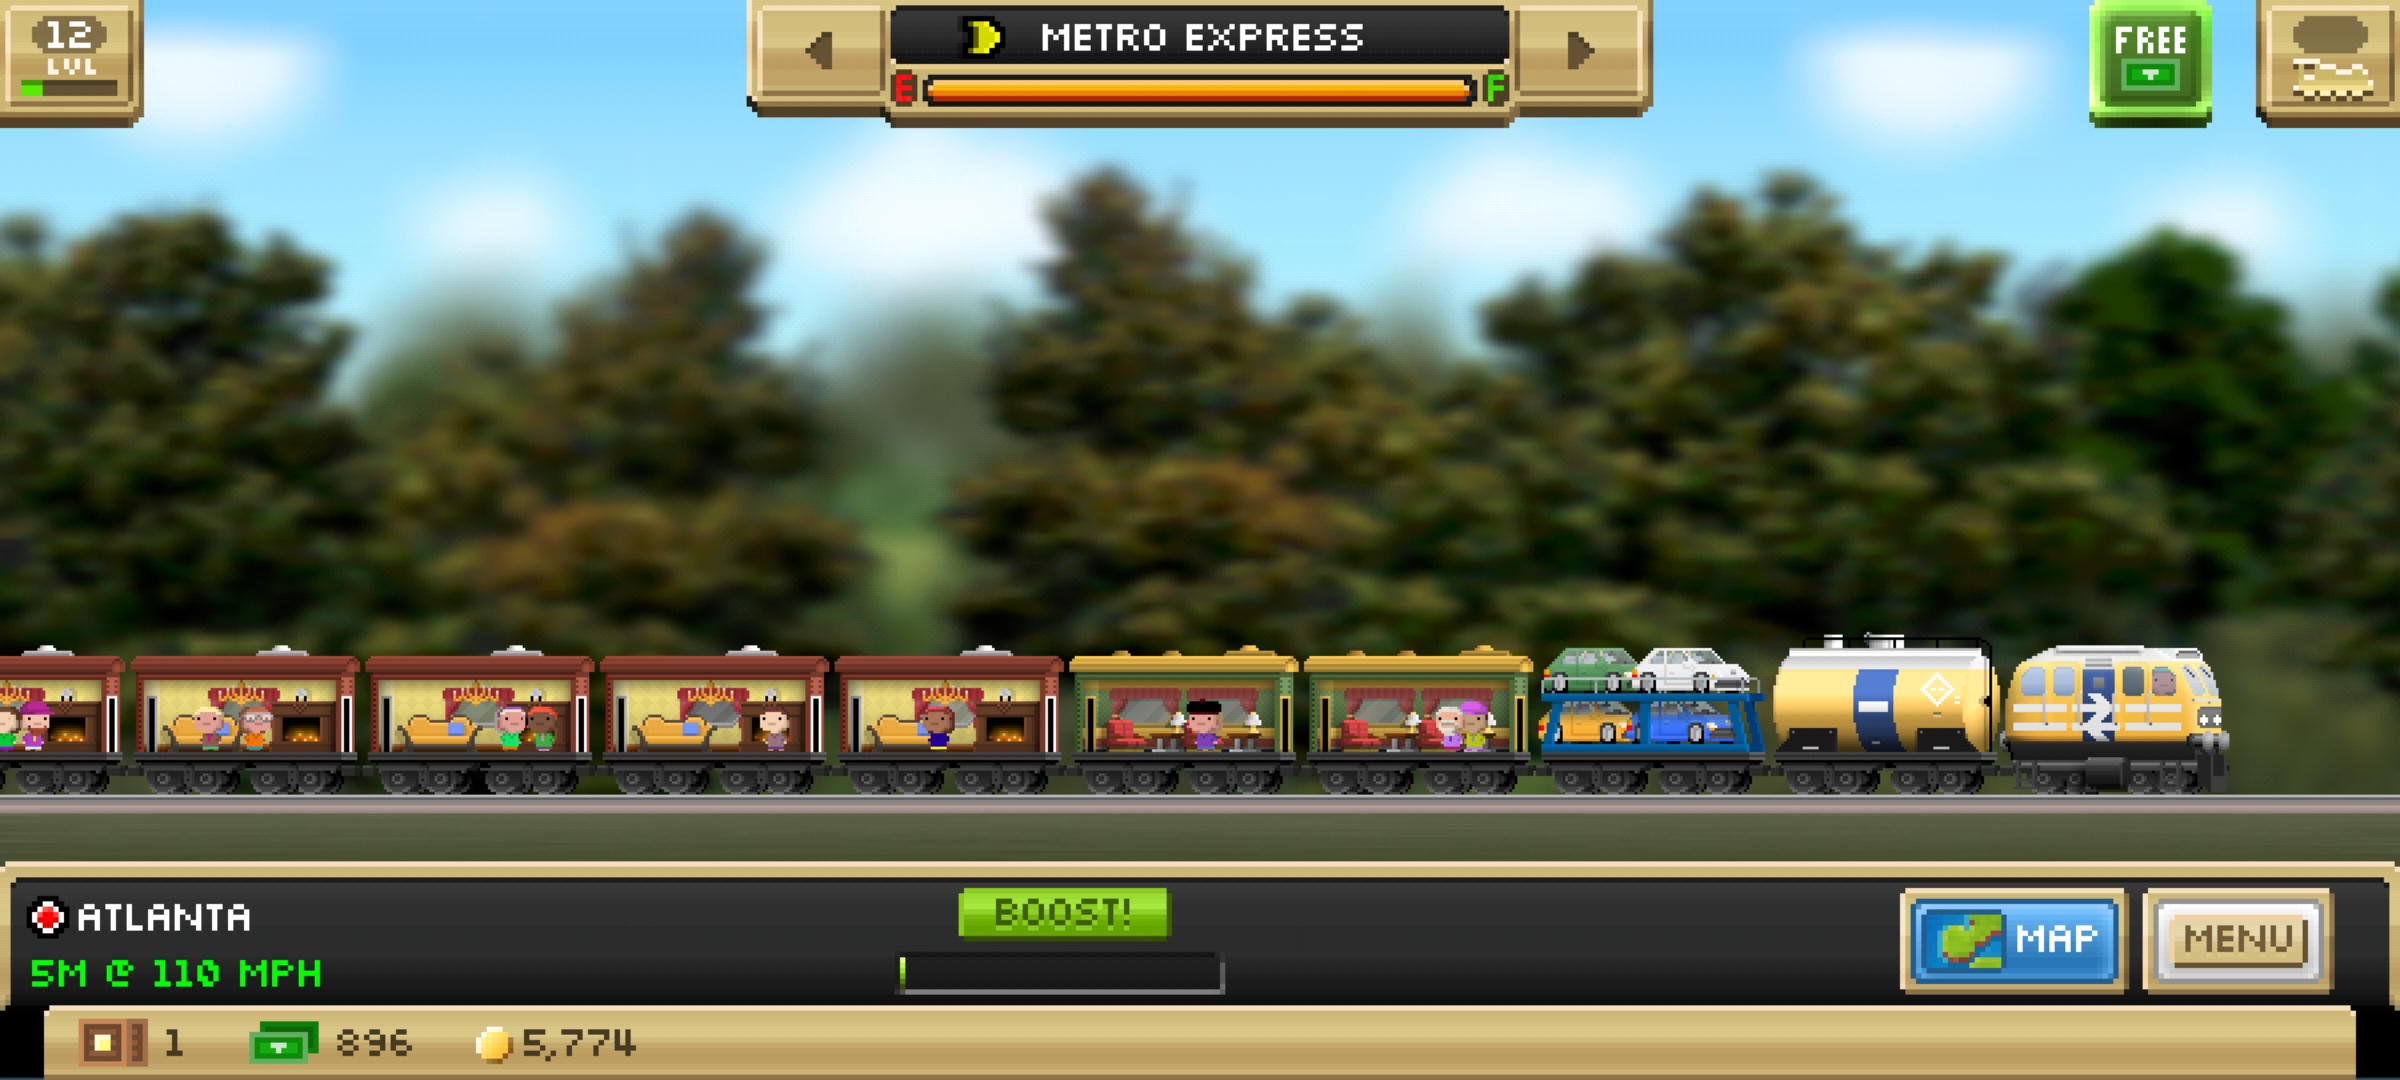 12
LVL
METRO EXPRESS
E F
FREE
ATLANTA
5M @ 110 MPH
BOOST!
MAP
MENU
1 896 5,774